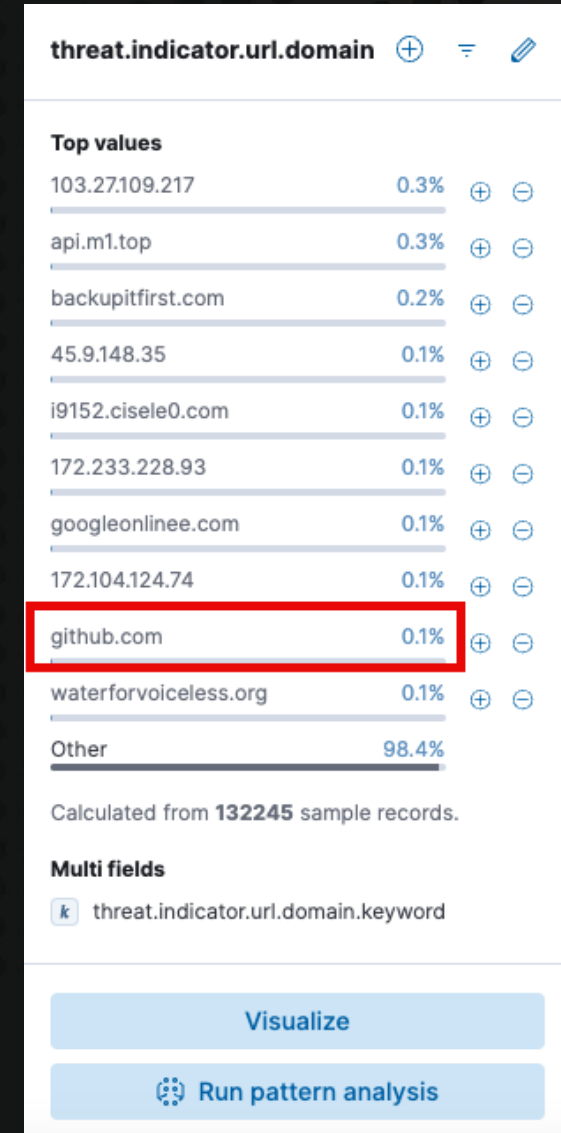 threat.indicator.url.domain
Top values
103.27.109.217 0.3%
api.m1.top 0.3%
backupitfirst.com 0.2%
45.9.148.35 0.1%
i9152.cisele0.com 0.1%
172.233.228.93 0.1%
googleonlinee.com 0.1%
172.104.124.74 0.1%
github.com 0.1%
waterforvoiceless.org 0.1%
Other 98.4%
Calculated from 132245 sample records.
Multi fields
k threat.indicator.url.domain.keyword
Visualize
Run pattern analysis